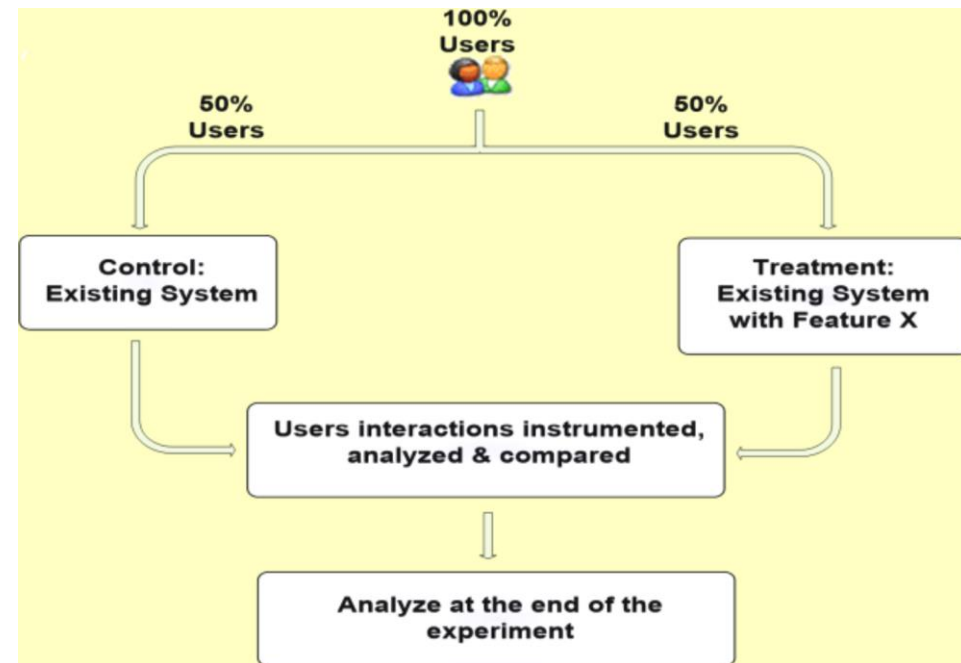 100%
Users
50%
Users
50%
Users
Control:
Existing System
Treatment:
Existing System
with Feature X
Users interactions instrumented,
analyzed & compared
Analyze at the end of the
experiment